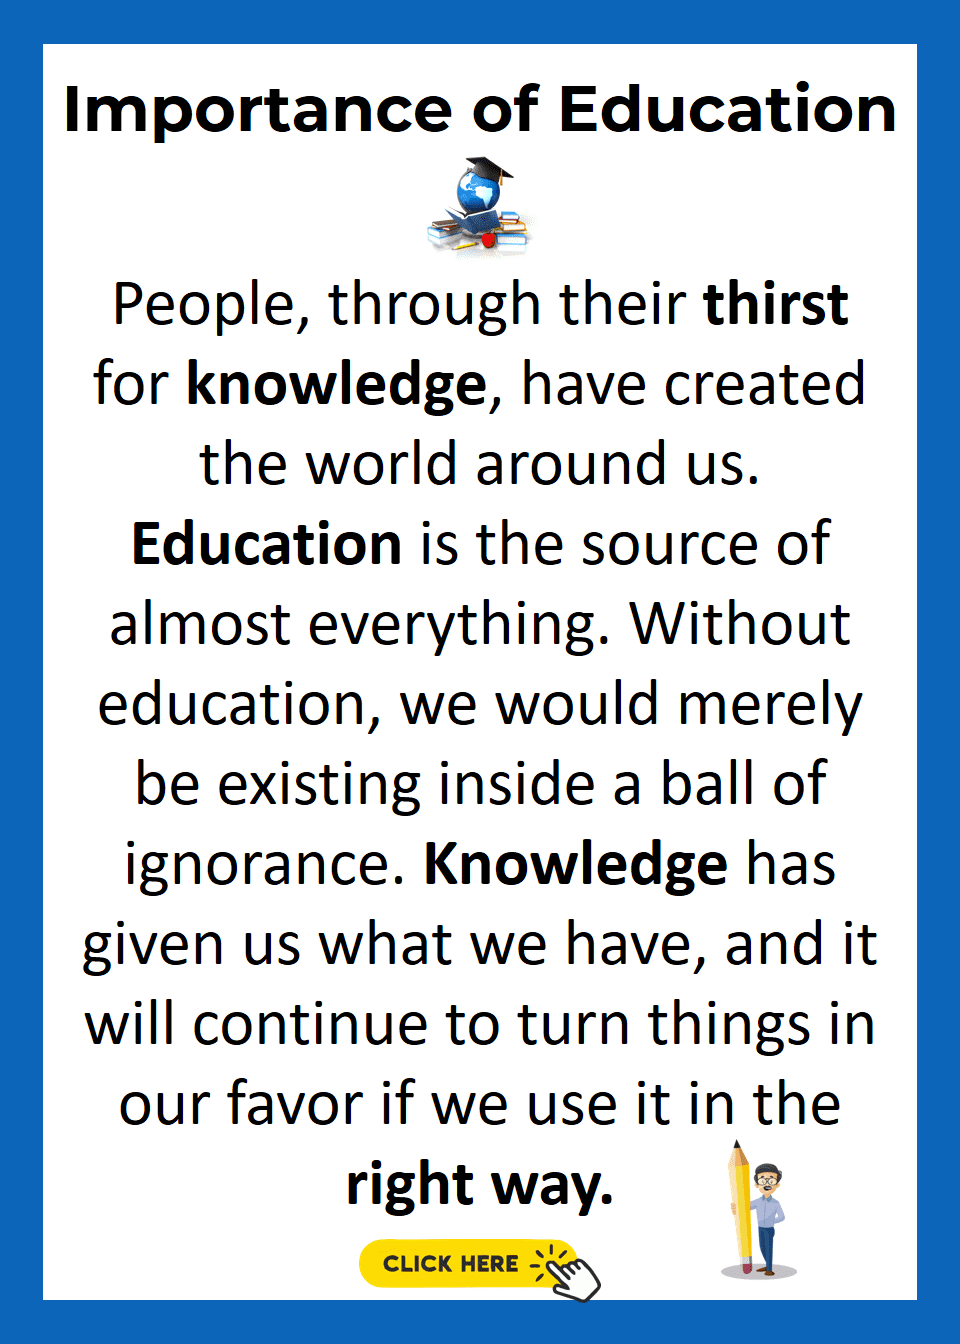 Importance of Education
People, through their thirst
for knowledge, have created
the world around us.
Education is the source of
almost everything. Without
education, we would merely
be existing inside a ball of
ignorance. Knowledge has
given us what we have, and it
will continue to turn things in
our favor if we use it in the
right way.
CLICK HERE